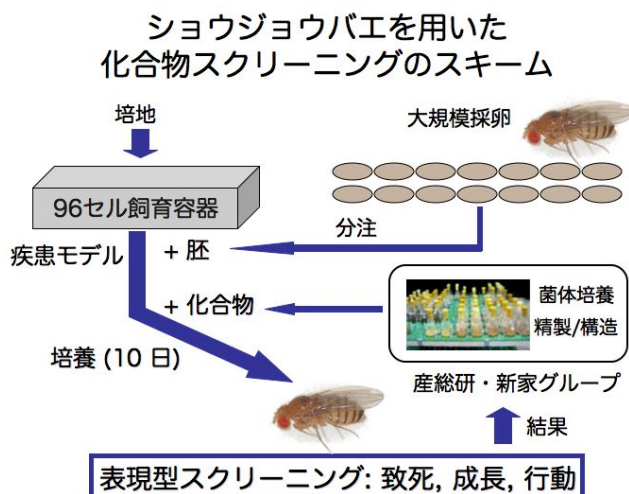 ショウジョウバエを用いた
化合物スクリーニングのスキーム
培地
大規模採卵
96セル飼育容器
分注
疾患モデル
+ 胚
+ 化合物
菌体培養
精製/構造
培養 (10 日)
産総研・新家グループ
結果
表現型スクリーニング: 致死, 成長, 行動